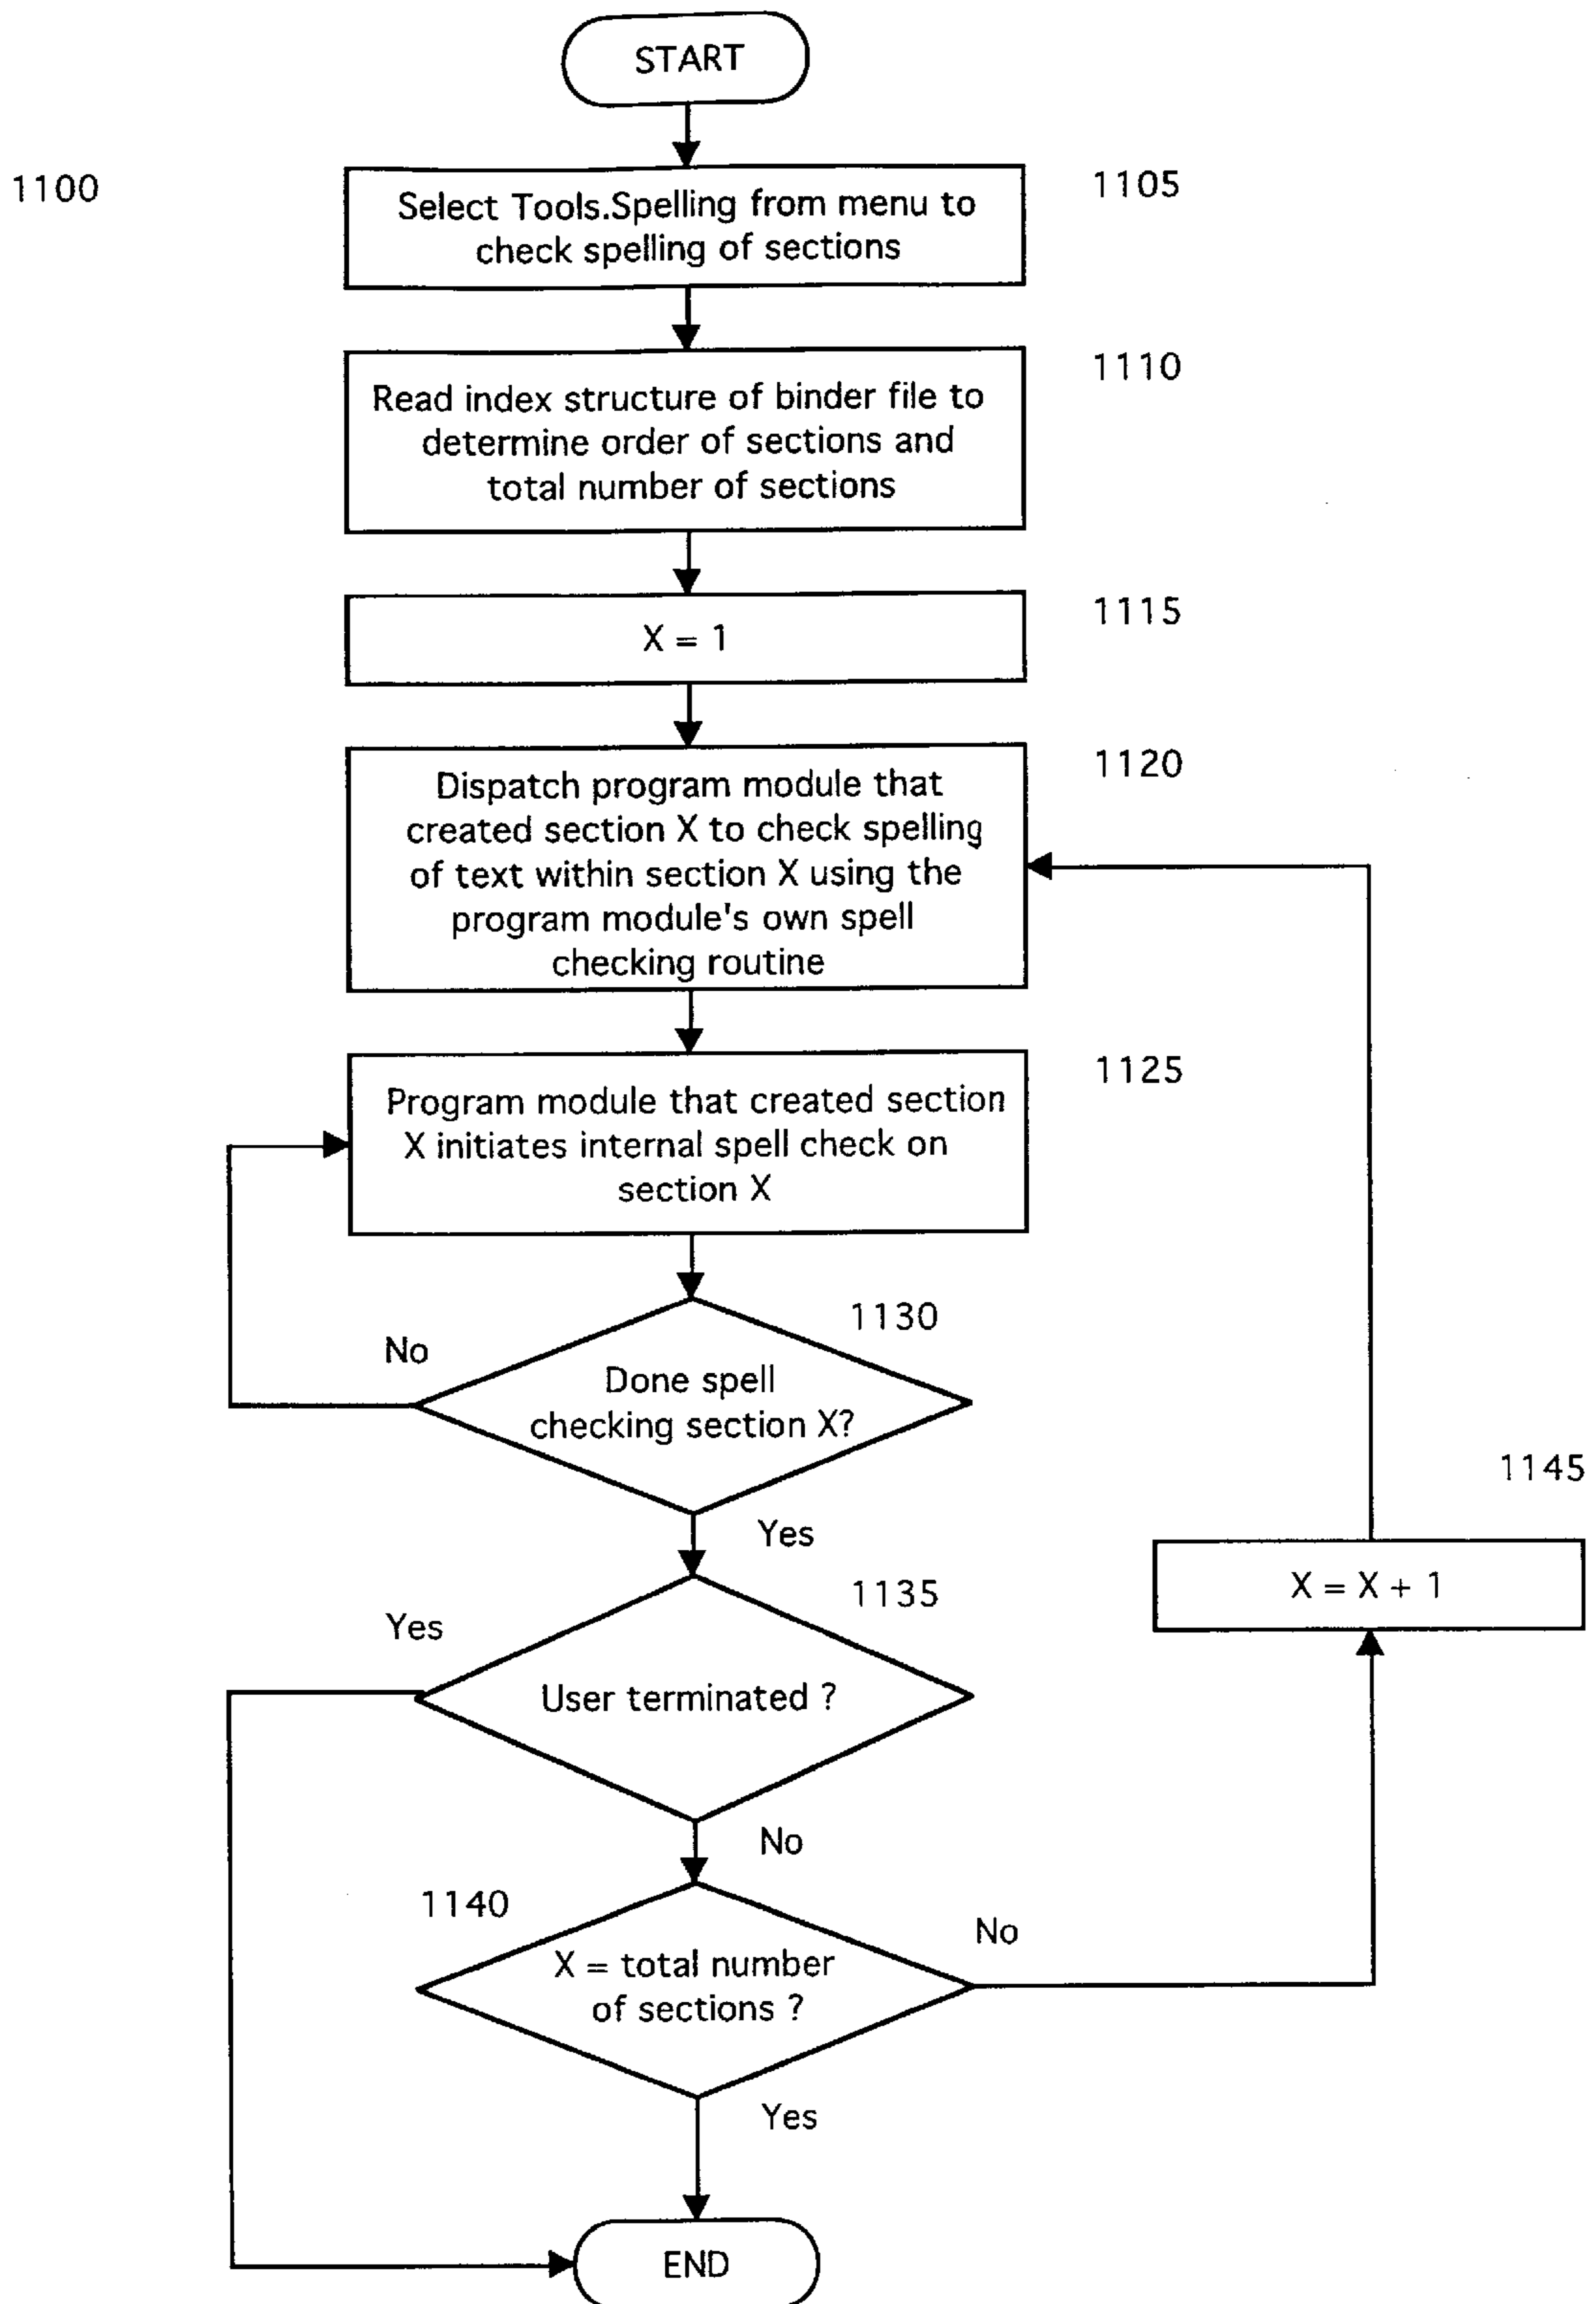 START
1100
1105
Select Tools.Spelling from menu to
check spelling of sections
1110
Read index structure of binder file to
determine order of sections and
total number of sections
1115
X = 1
1120
Dispatch program module that
created section X to check spelling
of text within section X using the
program module's own spell
checking routine
1125
Program module that created section
X initiates internal spell check on
section X
1130
No
Done spell
checking section X?
1145
Yes
X = X + 1
1135
Yes
User terminated ?
No
1140
No
X = total number
of sections ?
Yes
END